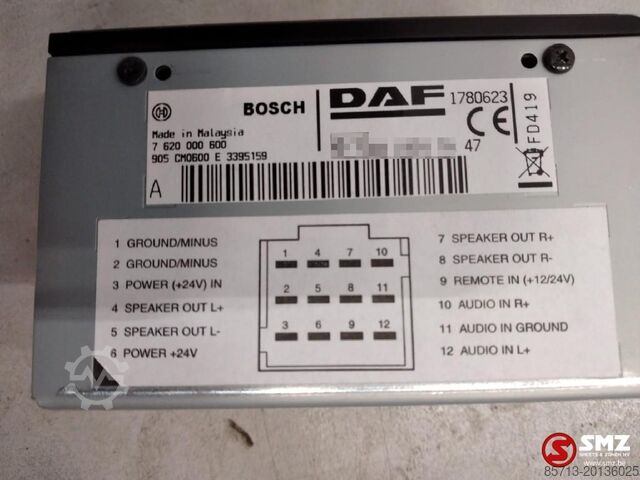 BOSCH
DAF 1780623
Made in Malaysia
7 620 000 600
905 CM0600 E 3395159
CE
FD419
47
A
1 GROUND/MINUS
2 GROUND/MINUS
3 POWER (+24V) IN
4 SPEAKER OUT L+
5 SPEAKER OUT L-
6 POWER +24V
1 4 7 10
2 5 8 11
3 6 9 12
7 SPEAKER OUT R+
8 SPEAKER OUT R-
9 REMOTE IN (+12/24V)
10 AUDIO IN R+
11 AUDIO IN GROUND
12 AUDIO IN L+
SMZ
www.smz.be
85713-20136025